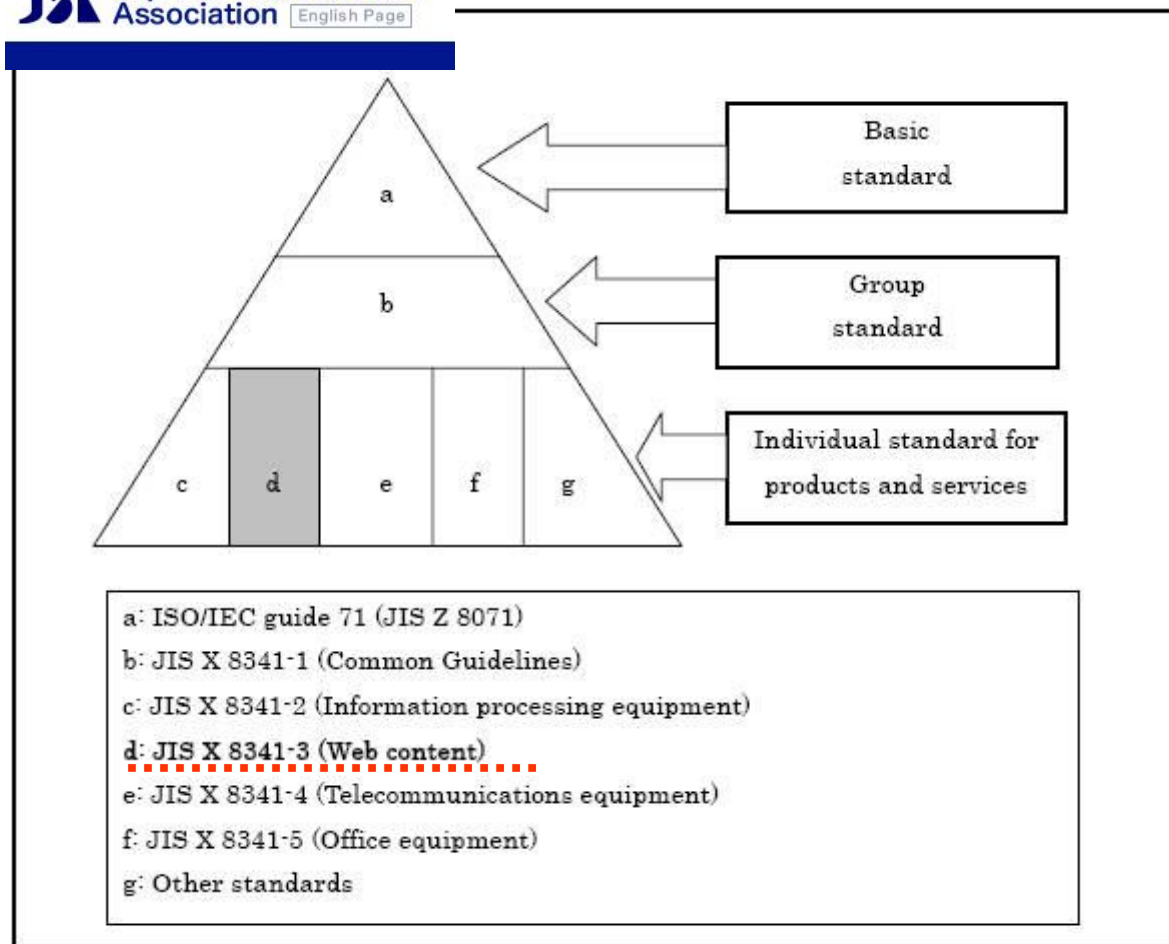 Association English Page
a
Basic
standard
b
Group
standard
c d e f g
Individual standard for
products and services
a: ISO/IEC guide 71 (JIS Z 8071)
b: JIS X 8341-1 (Common Guidelines)
c: JIS X 8341-2 (Information processing equipment)
d: JIS X 8341-3 (Web content)
e: JIS X 8341-4 (Telecommunications equipment)
f: JIS X 8341-5 (Office equipment)
g: Other standards